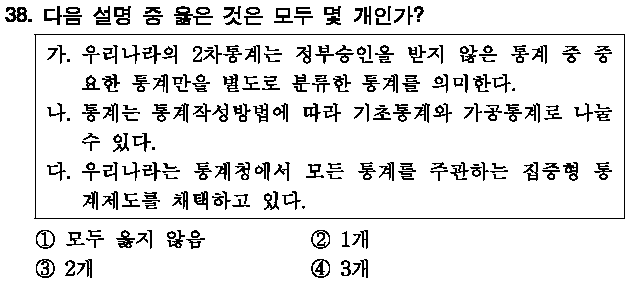 38. 다음 설명 중 옳은 것은 모두 몇 개인가?
가. 우리나라의 2차통계는 정부승인을 받지 않은 통계 중 중
요한 통계만을 별도로 분류한 통계를 의미한다.
나. 통계는 통계작성방법에 따라 기초통계와 가공통계로 나눌
수 있다.
다. 우리나라는 통계청에서 모든 통계를 주관하는 집중형 통
계제도를 채택하고 있다.
① 모두 옳지 않음 ② 1개
③ 2개 ④ 3개